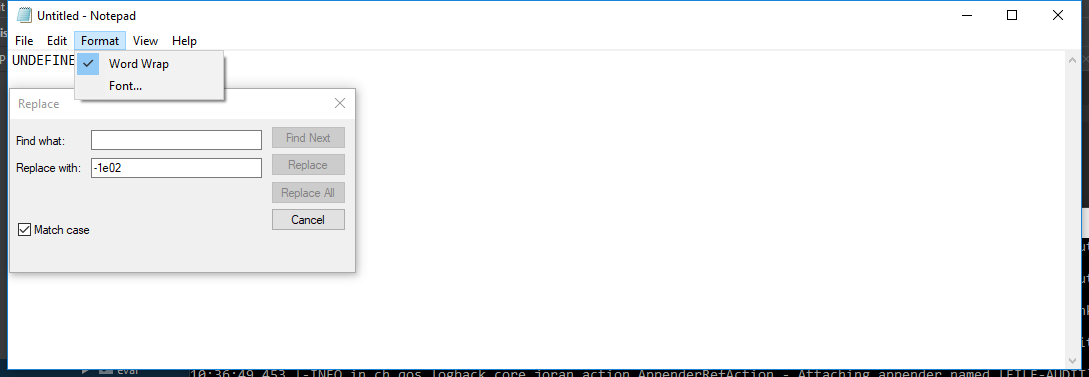 Untitled - Notepad
File Edit Format View Help
UNDEFINE
Word Wrap
Font...
Replace
Find what:
Find Next
Replace with: -1e02
Replace
Replace All
Cancel
Match case
eval
10:36:49,453 |-INFO in ch.qos.logback.core.joran.action.AppenderRefAction - Attaching appender named [FILE-AUDIT